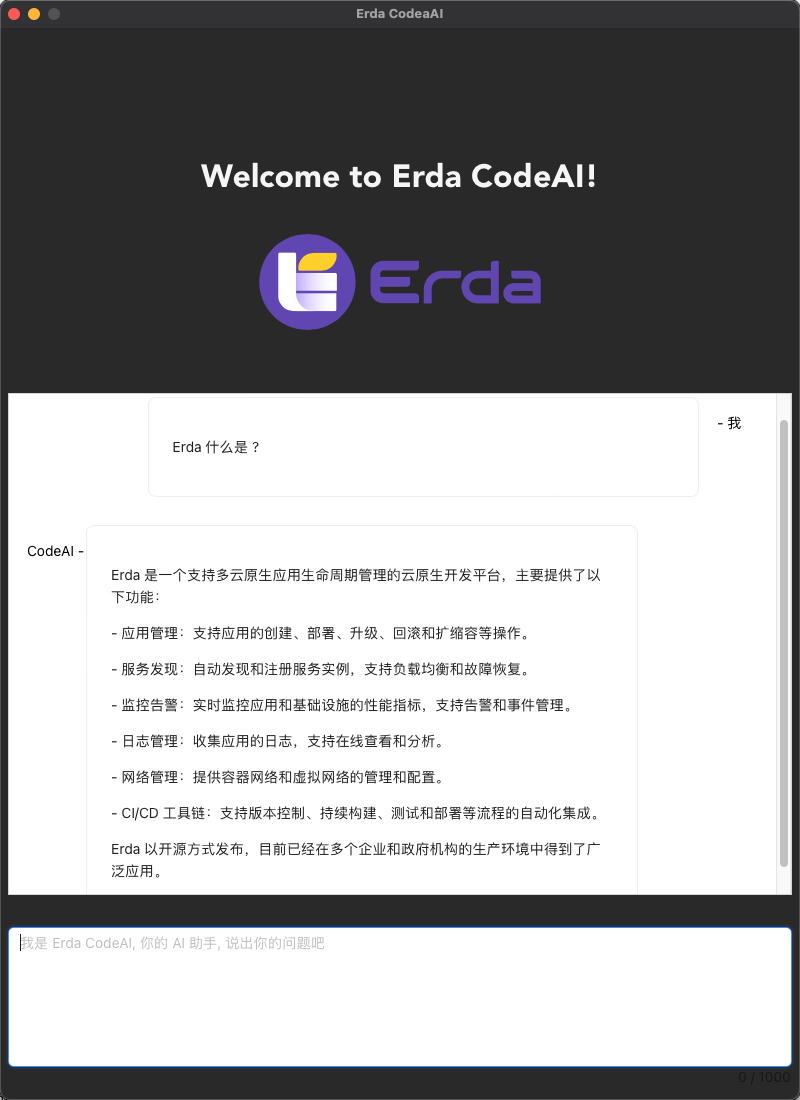 Erda CodeaAI
Welcome to Erda CodeAI!
Erda
- 我
Erda 什么是 ?
CodeAI -
Erda 是一个支持多云原生应用生命周期管理的云原生开发平台，主要提供了以
下功能：
- 应用管理：支持应用的创建、部署、升级、回滚和扩缩容等操作。
- 服务发现：自动发现和注册服务实例，支持负载均衡和故障恢复。
- 监控告警：实时监控应用和基础设施的性能指标，支持告警和事件管理。
- 日志管理：收集应用的日志，支持在线查看和分析。
- 网络管理：提供容器网络和虚拟网络的管理和配置。
- CI/CD 工具链：支持版本控制、持续构建、测试和部署等流程的自动化集成。
Erda 以开源方式发布，目前已经在多个企业和政府机构的生产环境中得到了广
泛应用。
我是 Erda CodeAI, 你的 AI 助手, 说出你的问题吧
0 / 1000